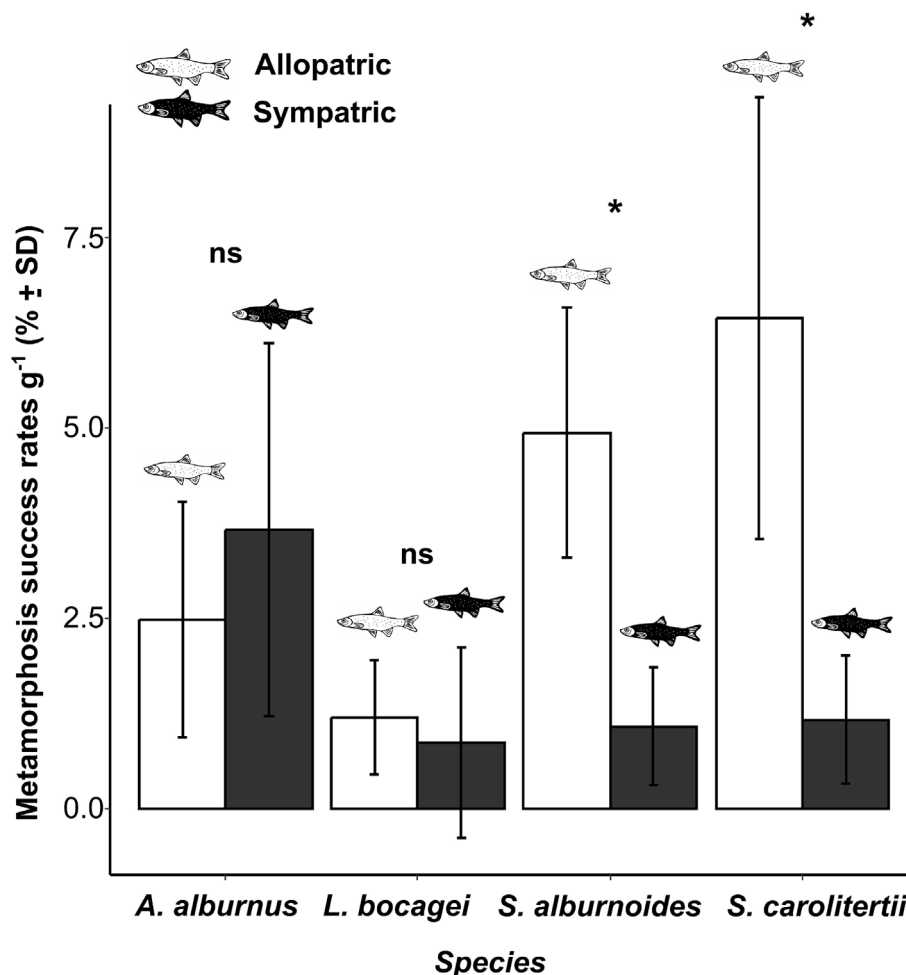 Allopatric
Sympatric
*
*
ns
ns
Metamorphosis success rates g⁻¹ (% ± SD)
7.5
5.0
2.5
0.0
A. alburnus L. bocagei S. alburnoides S. carolitertii
Species